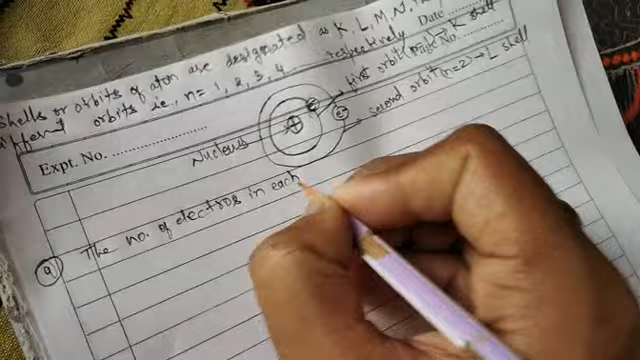 Shells or orbits of atom are designated as K, L, M, N,
different orbits i.e., n = 1, 2, 3, 4 ... respectively
Date
Page No.
first orbit (n=1) → K shell
second orbit (n=2) → L shell
e-
+
Nucleus
Expt. No.
a The no. of electros in each